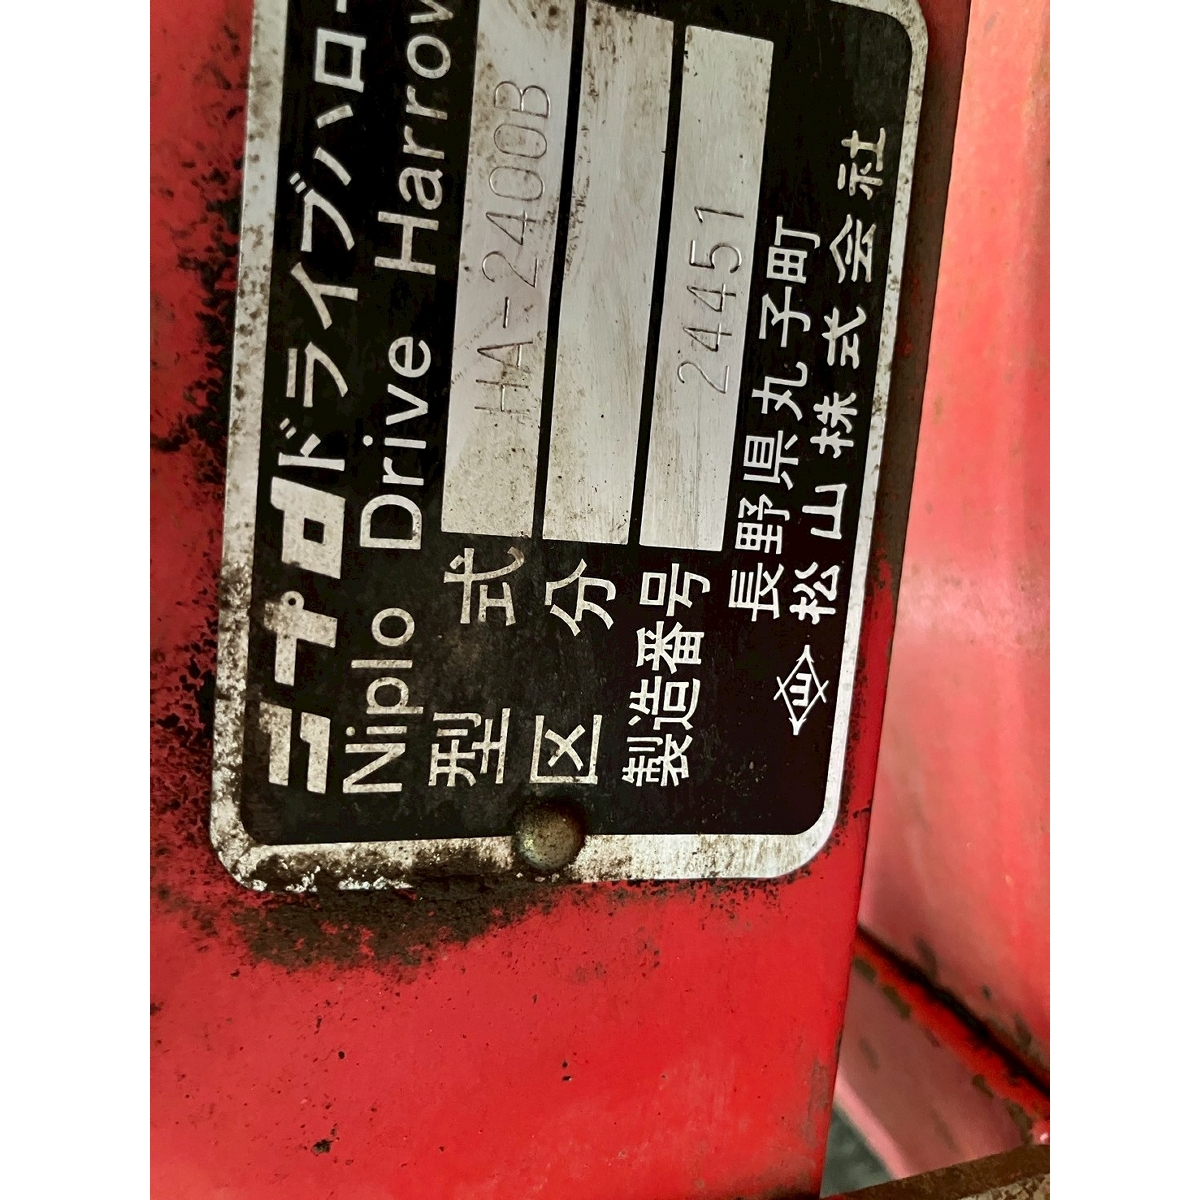 ニプロドライブハロー
Niplo Drive Harrow
型式 HA-2400B
区分
製造番号 24451
長野県丸子町
松山株式会社